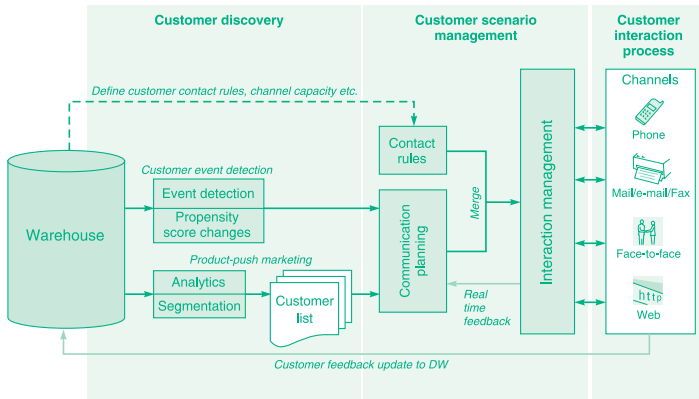 Customer discovery
Customer scenario
management
Customer
interaction
process
Define customer contact rules, channel capacity etc.
Channels
Phone
Mail/e-mail/Fax
Face-to-face
http
Web
Contact
rules
Customer event detection
Event detection
Propensity
score changes
Warehouse
Product-push marketing
Analytics
Segmentation
Customer
list
Communication
planning
Merge
Interaction management
Real
time
feedback
Customer feedback update to DW